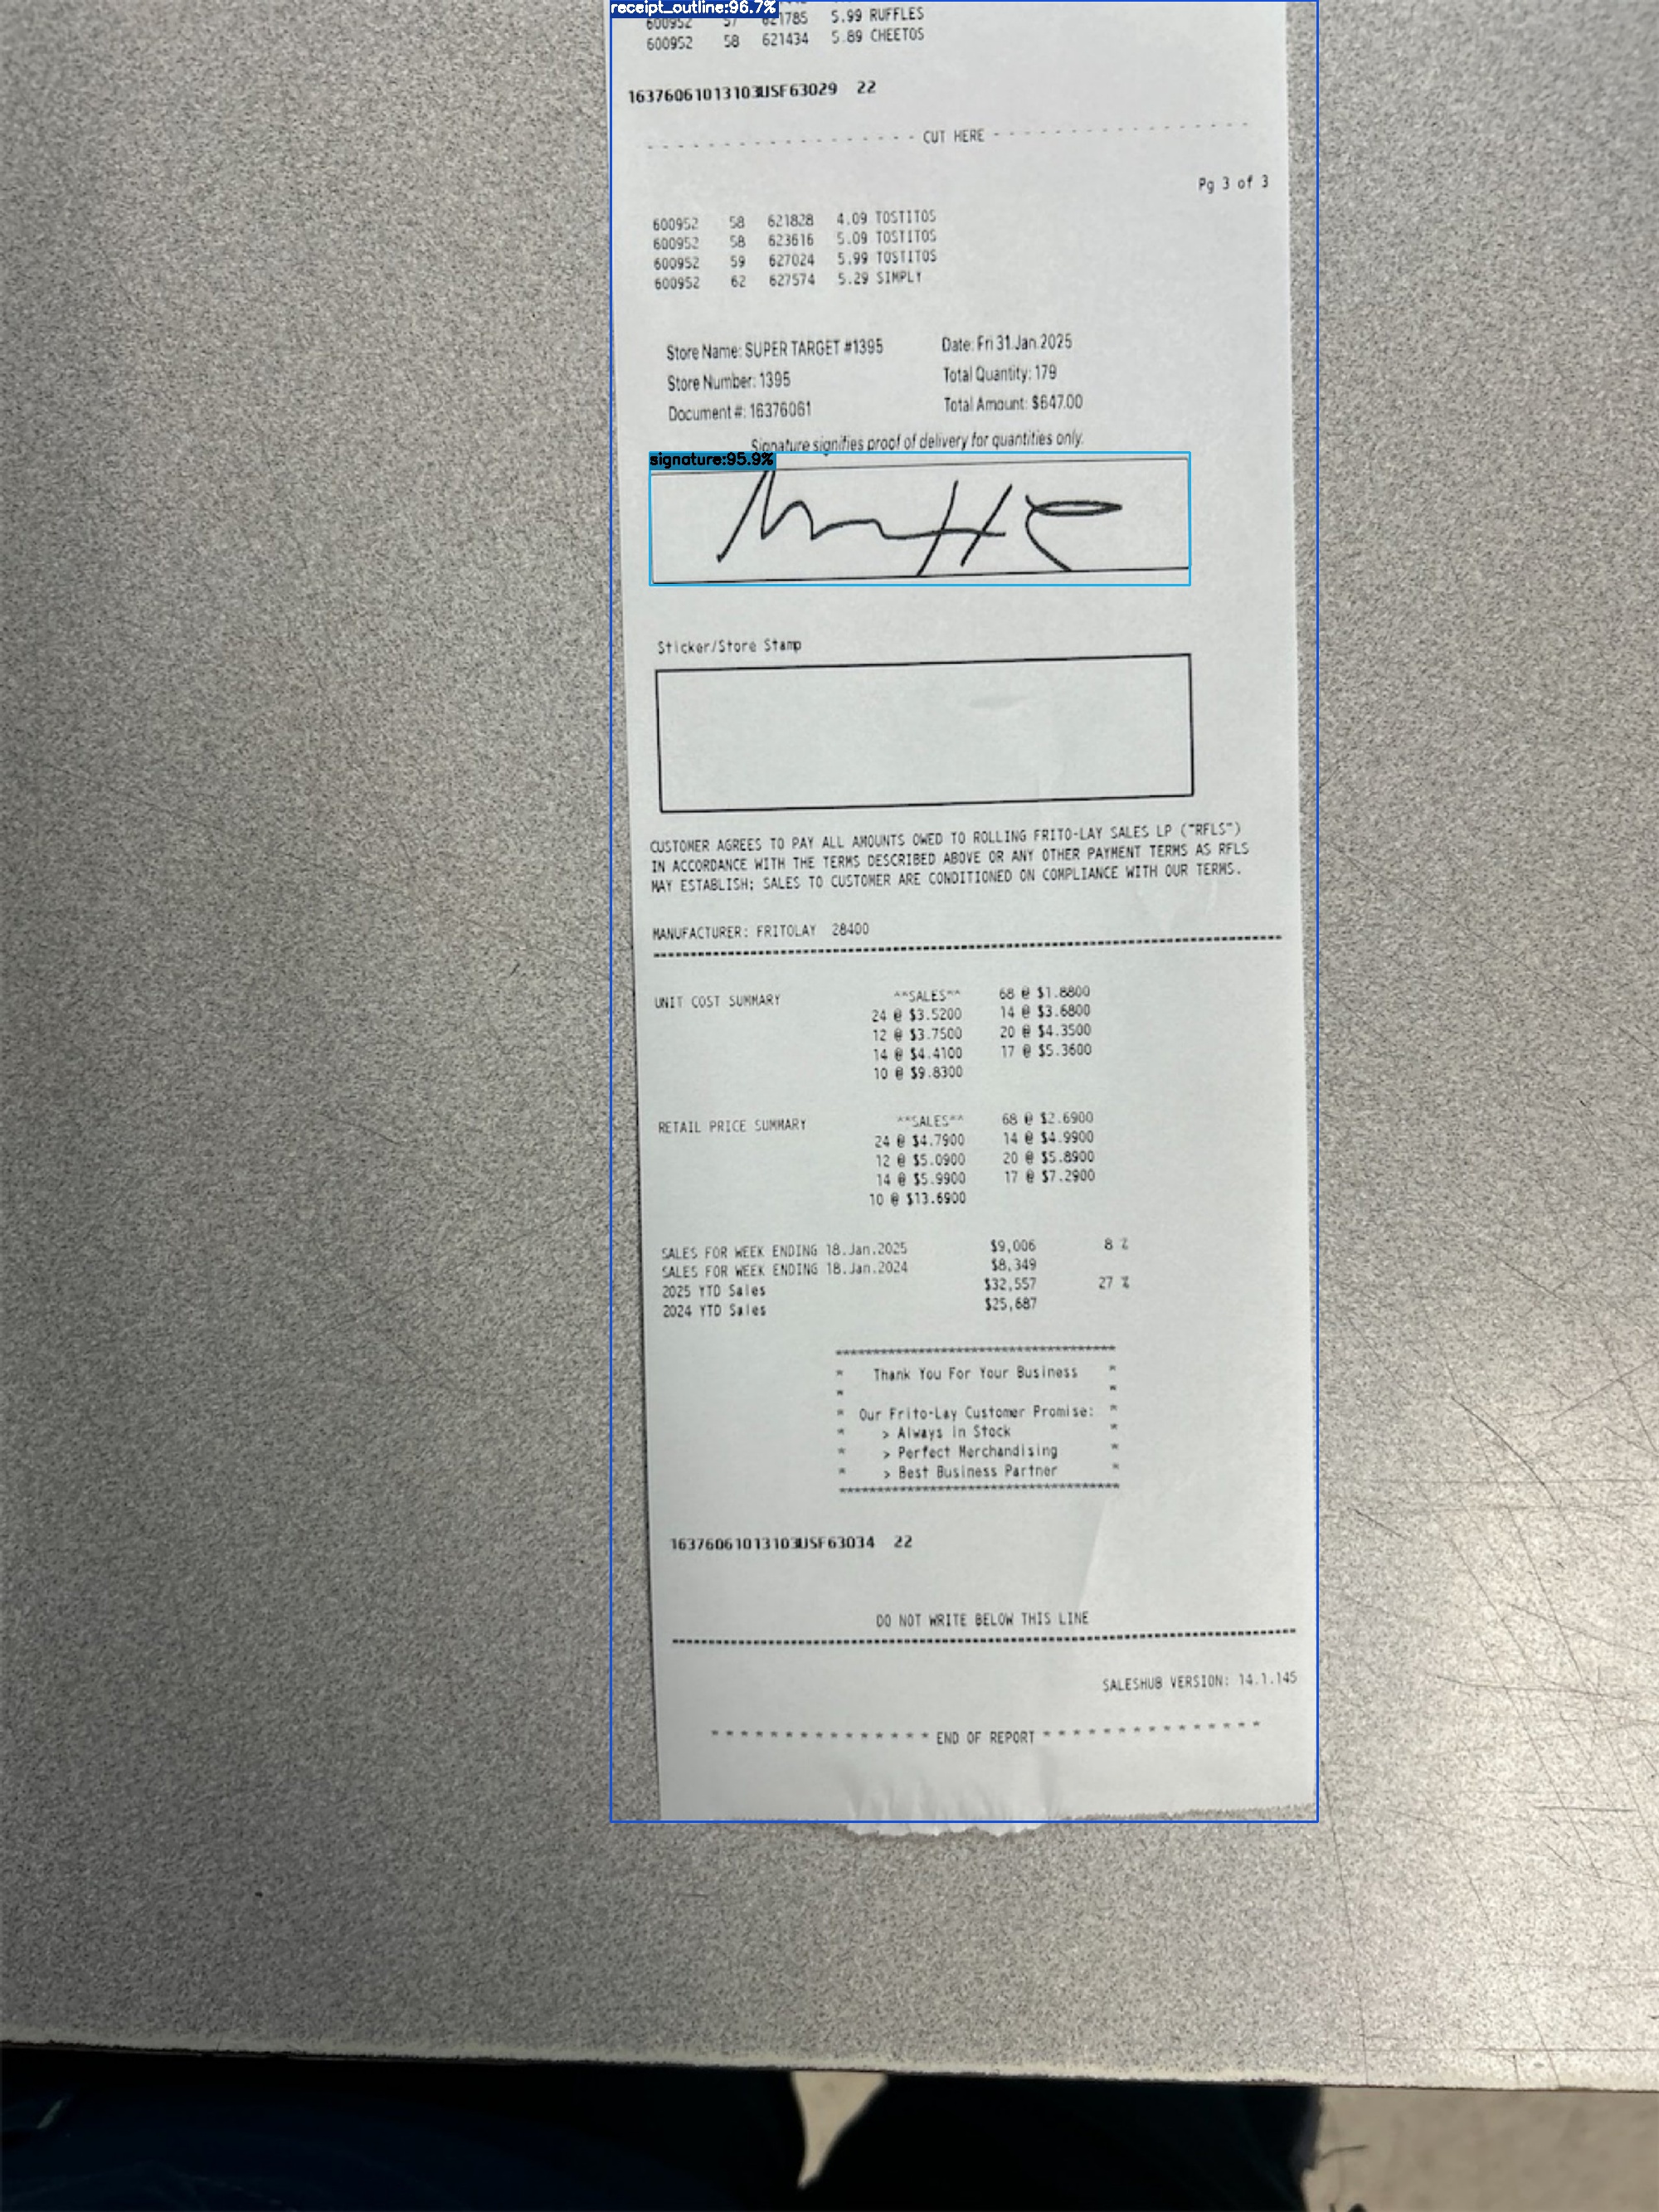 receipt_outline:96.7%
600952 57 621785 5.99 RUFFLES
600952 58 621434 5.89 CHEETOS
16376061013103USF63029 22
- - - - - - - - - - - - - - - - - - CUT HERE - - - - - - - - - - - - - - - - - -
Pg 3 of 3
600952 58 621828 4.09 TOSTITOS
600952 58 623616 5.09 TOSTITOS
600952 59 627024 5.99 TOSTITOS
600952 62 627574 5.29 SIMPLY
Store Name: SUPER TARGET #1395 Date: Fri 31.Jan.2025
Store Number: 1395 Total Quantity: 179
Document #: 16376061 Total Amount: $647.00
Signature signifies proof of delivery for quantities only.
signature:95.9%
Sticker/Store Stamp
CUSTOMER AGREES TO PAY ALL AMOUNTS OWED TO ROLLING FRITO-LAY SALES LP ("RFLS")
IN ACCORDANCE WITH THE TERMS DESCRIBED ABOVE OR ANY OTHER PAYMENT TERMS AS RFLS
MAY ESTABLISH; SALES TO CUSTOMER ARE CONDITIONED ON COMPLIANCE WITH OUR TERMS.
MANUFACTURER: FRITOLAY 28400
UNIT COST SUMMARY **SALES** 68 @ $1.8800
24 @ $3.5200 14 @ $3.6800
12 @ $3.7500 20 @ $4.3500
14 @ $4.4100 17 @ $5.3600
10 @ $9.8300
RETAIL PRICE SUMMARY **SALES** 68 @ $2.6900
24 @ $4.7900 14 @ $4.9900
12 @ $5.0900 20 @ $5.8900
14 @ $5.9900 17 @ $7.2900
10 @ $13.6900
SALES FOR WEEK ENDING 18.Jan.2025 $9,006 8 %
SALES FOR WEEK ENDING 18.Jan.2024 $8,349
2025 YTD Sales $32,557 27 %
2024 YTD Sales $25,687
*************************************
* Thank You For Your Business *
* *
* Our Frito-Lay Customer Promise: *
* > Always in Stock *
* > Perfect Merchandising *
* > Best Business Partner *
*************************************
16376061013103USF63034 22
DO NOT WRITE BELOW THIS LINE
SALESHUB VERSION: 14.1.145
* * * * * * * * * * * * * * * END OF REPORT * * * * * * * * * * * * * * *